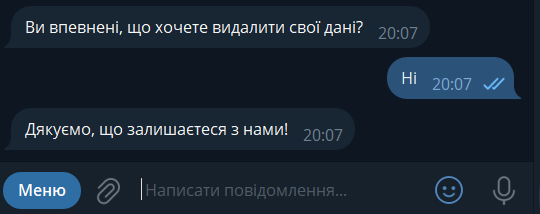 Ви впевнені, що хочете видалити свої дані? 20:07
Ні 20:07
Дякуємо, що залишаєтеся з нами! 20:07
Меню Написати повідомлення...